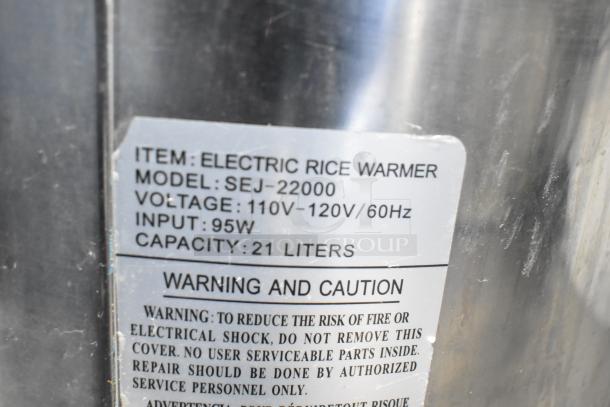 ITEM: ELECTRIC RICE WARMER
MODEL: SEJ-22000
VOLTAGE: 110V-120V/60Hz
INPUT: 95W
CAPACITY: 21 LITERS
WARNING AND CAUTION
WARNING: TO REDUCE THE RISK OF FIRE OR
ELECTRICAL SHOCK, DO NOT REMOVE THIS
COVER. NO USER SERVICEABLE PARTS INSIDE.
REPAIR SHOULD BE DONE BY AUTHORIZED
SERVICE PERSONNEL ONLY.
RISQUE